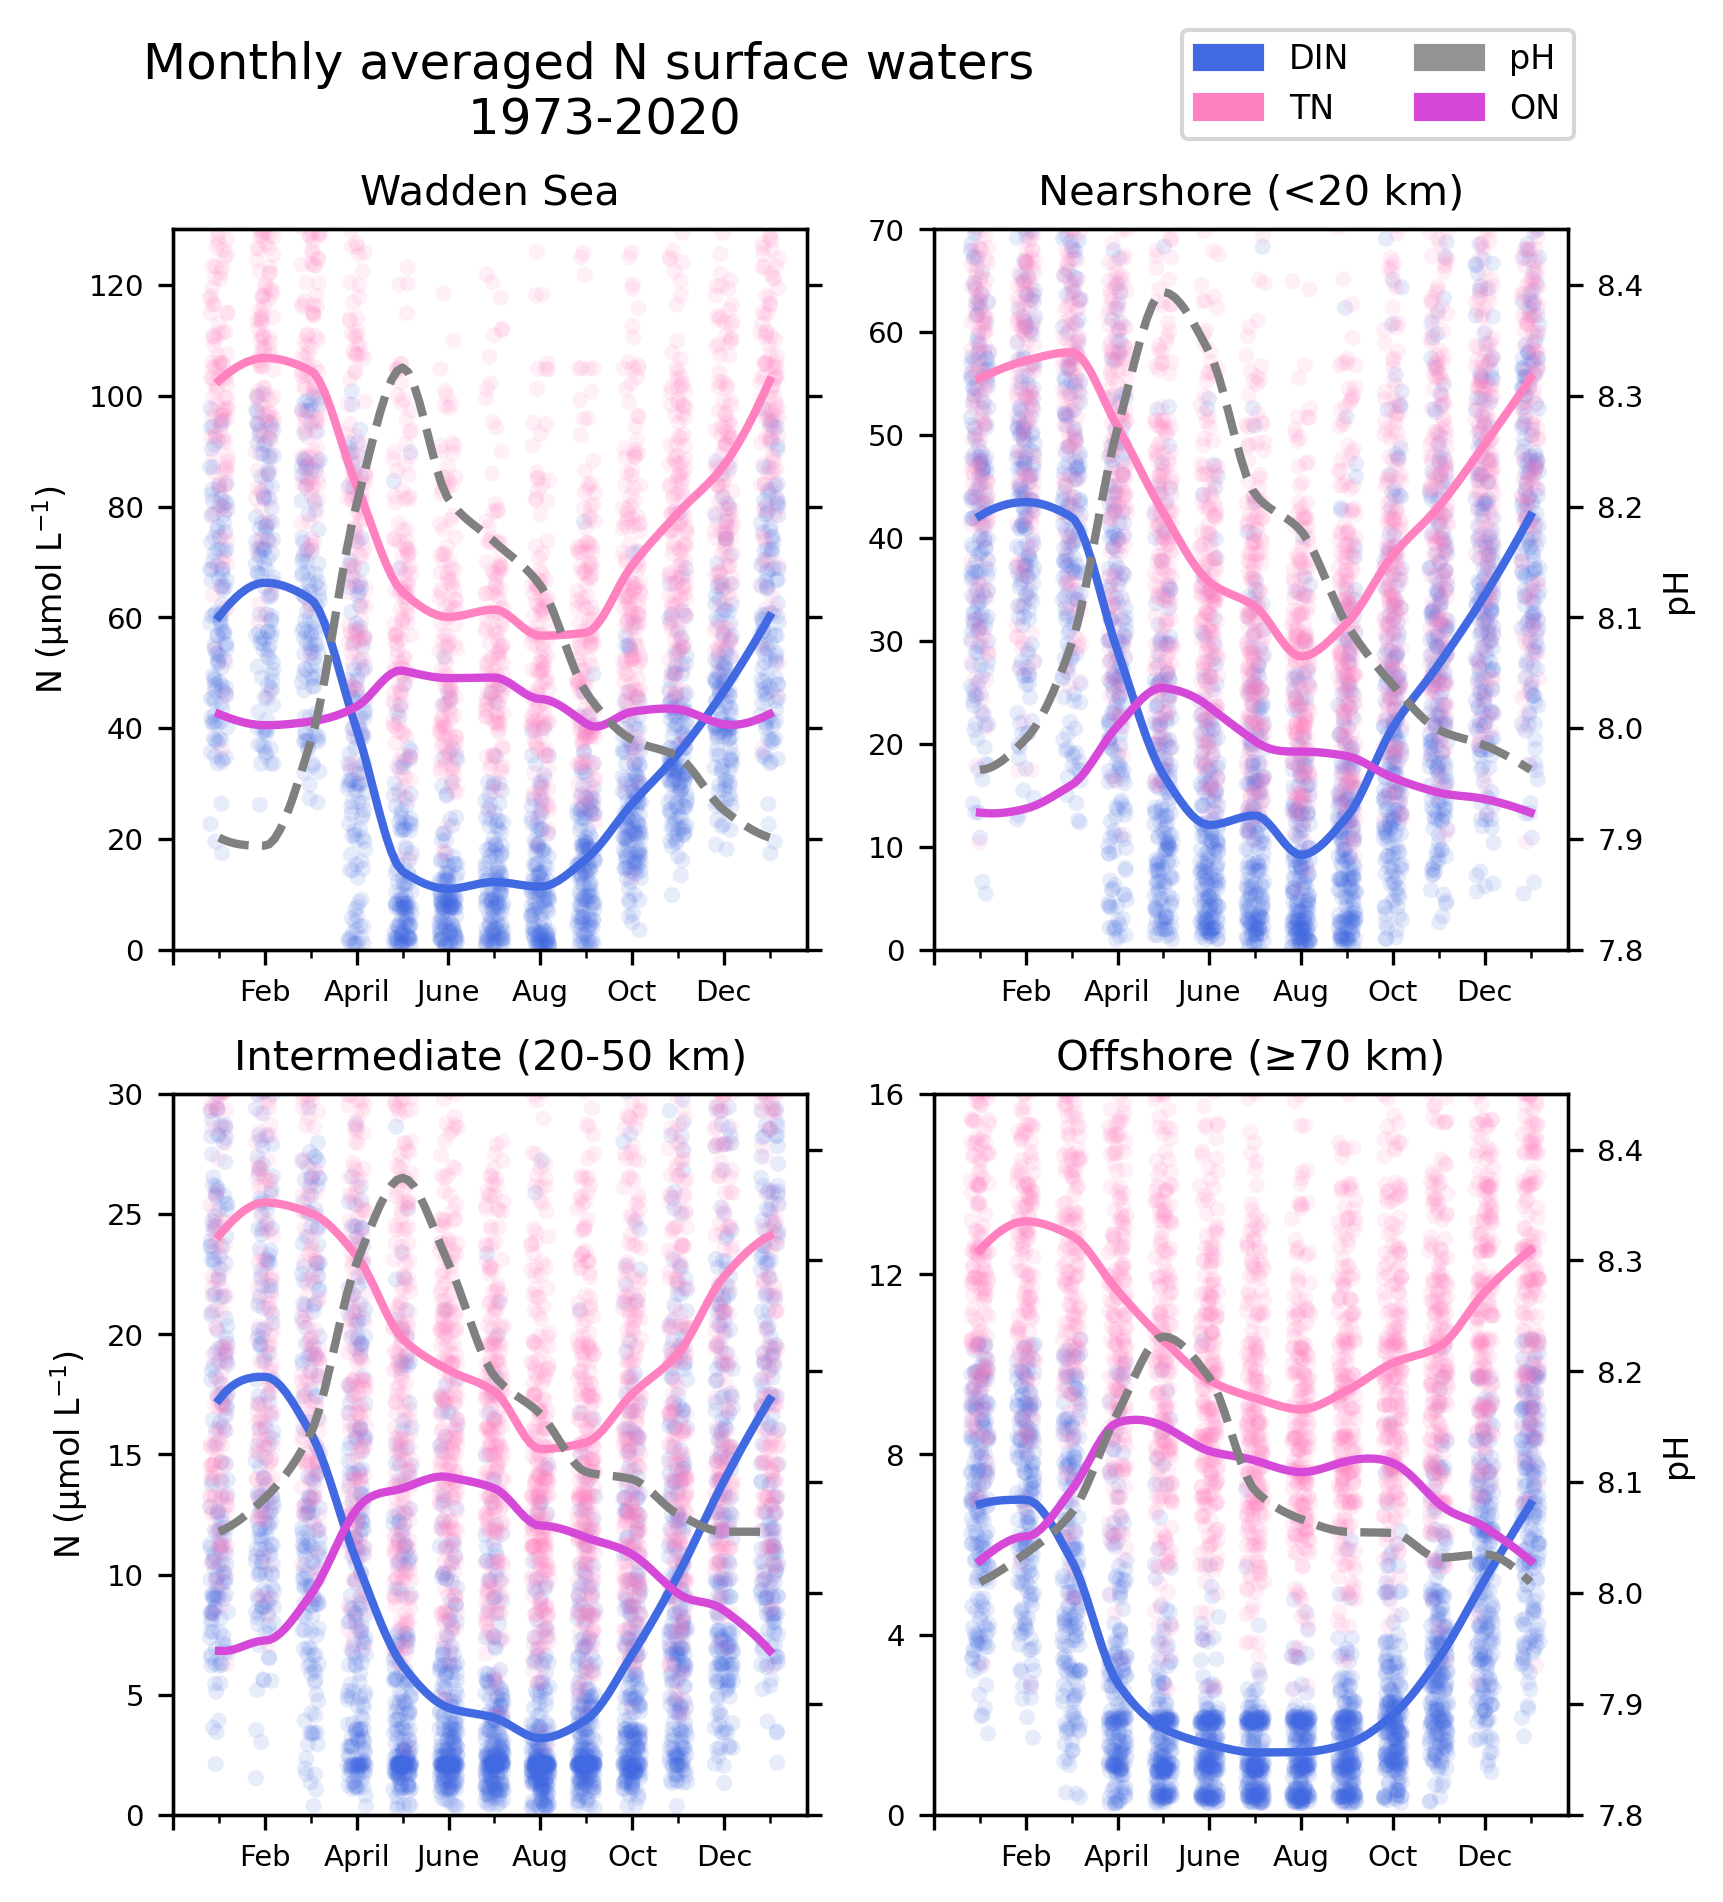 Monthly averaged N surface waters
1973-2020
DIN
TN
pH
ON
Wadden Sea
N (µmol L⁻¹)
120
100
80
60
40
20
0
Feb April June Aug Oct Dec
Nearshore (<20 km)
70
60
50
40
30
20
10
0
8.4
8.3
8.2
8.1
8.0
7.9
7.8
pH
Feb April June Aug Oct Dec
Intermediate (20-50 km)
N (µmol L⁻¹)
30
25
20
15
10
5
0
Feb April June Aug Oct Dec
Offshore (≥70 km)
16
12
8
4
0
8.4
8.3
8.2
8.1
8.0
7.9
7.8
pH
Feb April June Aug Oct Dec